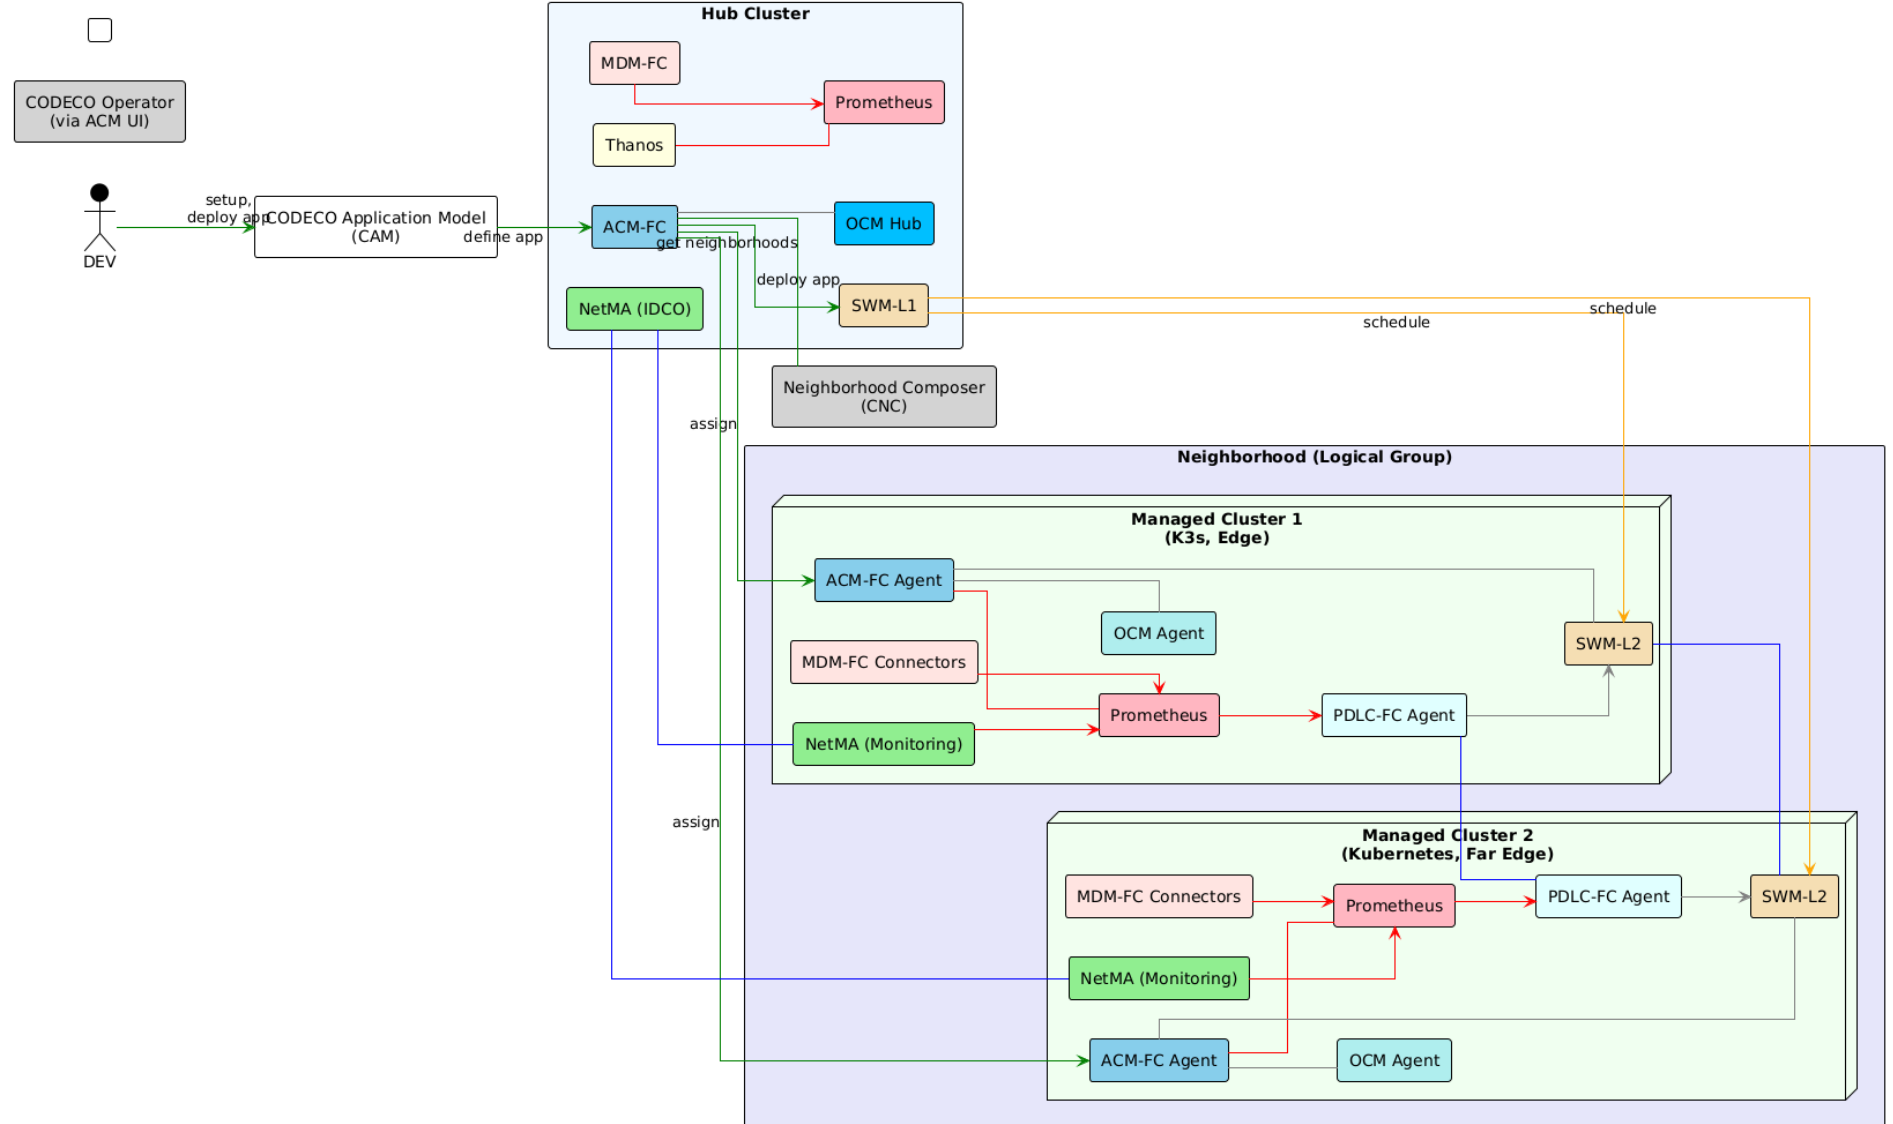 Hub Cluster
MDM-FC
CODECO Operator
(via ACM UI)
Prometheus
Thanos
setup,
deploy app
CODECO Application Model
(CAM)
define app
ACM-FC
OCM Hub
get neighborhoods
DEV
deploy app
NetMA (IDCO)
SWM-L1
schedule
schedule
Neighborhood Composer
(CNC)
assign
Neighborhood (Logical Group)
Managed Cluster 1
(K3s, Edge)
ACM-FC Agent
OCM Agent
SWM-L2
MDM-FC Connectors
Prometheus
PDLC-FC Agent
NetMA (Monitoring)
assign
Managed Cluster 2
(Kubernetes, Far Edge)
MDM-FC Connectors
Prometheus
PDLC-FC Agent
SWM-L2
NetMA (Monitoring)
ACM-FC Agent
OCM Agent